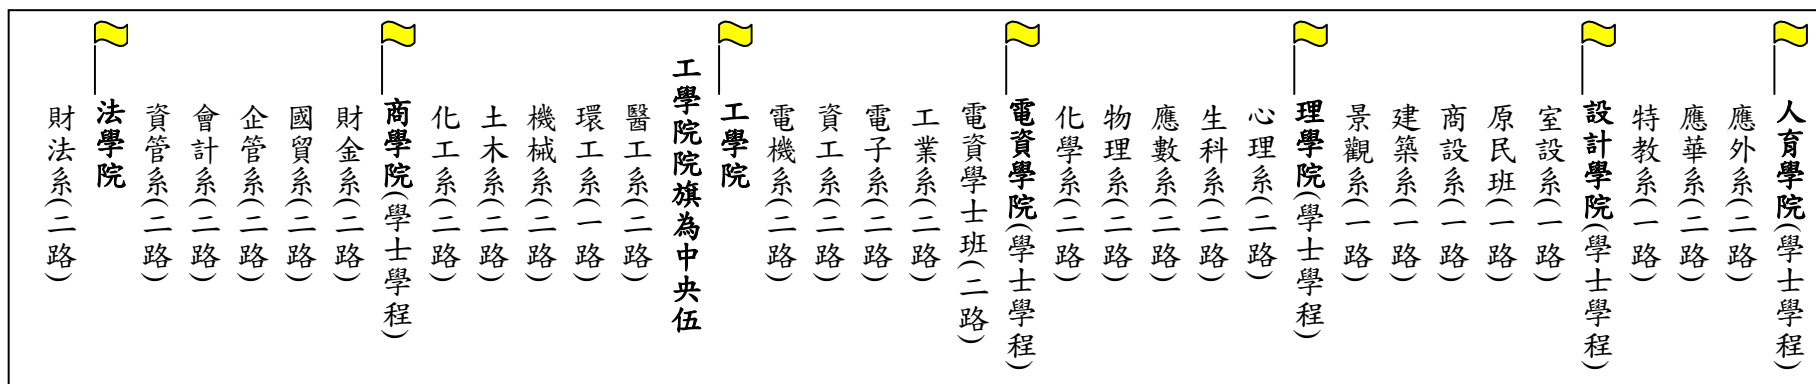 人育學院(學士學程)
應外系(二路)
應華系(二路)
特教系(一路)
設計學院(學士學程)
室設系(一路)
原民班(一路)
商設系(一路)
建築系(一路)
景觀系(一路)
理學院(學士學程)
心理系(二路)
生科系(二路)
應數系(二路)
物理系(二路)
化學系(二路)
電資學院(學士學程)
電資學士班(二路)
工業系(二路)
電子系(二路)
資工系(二路)
電機系(二路)
工學院
工學院院旗為中央伍
醫工系(二路)
環工系(一路)
機械系(二路)
土木系(二路)
化工系(二路)
商學院(學士學程)
財金系(二路)
國貿系(二路)
企管系(二路)
會計系(二路)
資管系(二路)
法學院
財法系(二路)